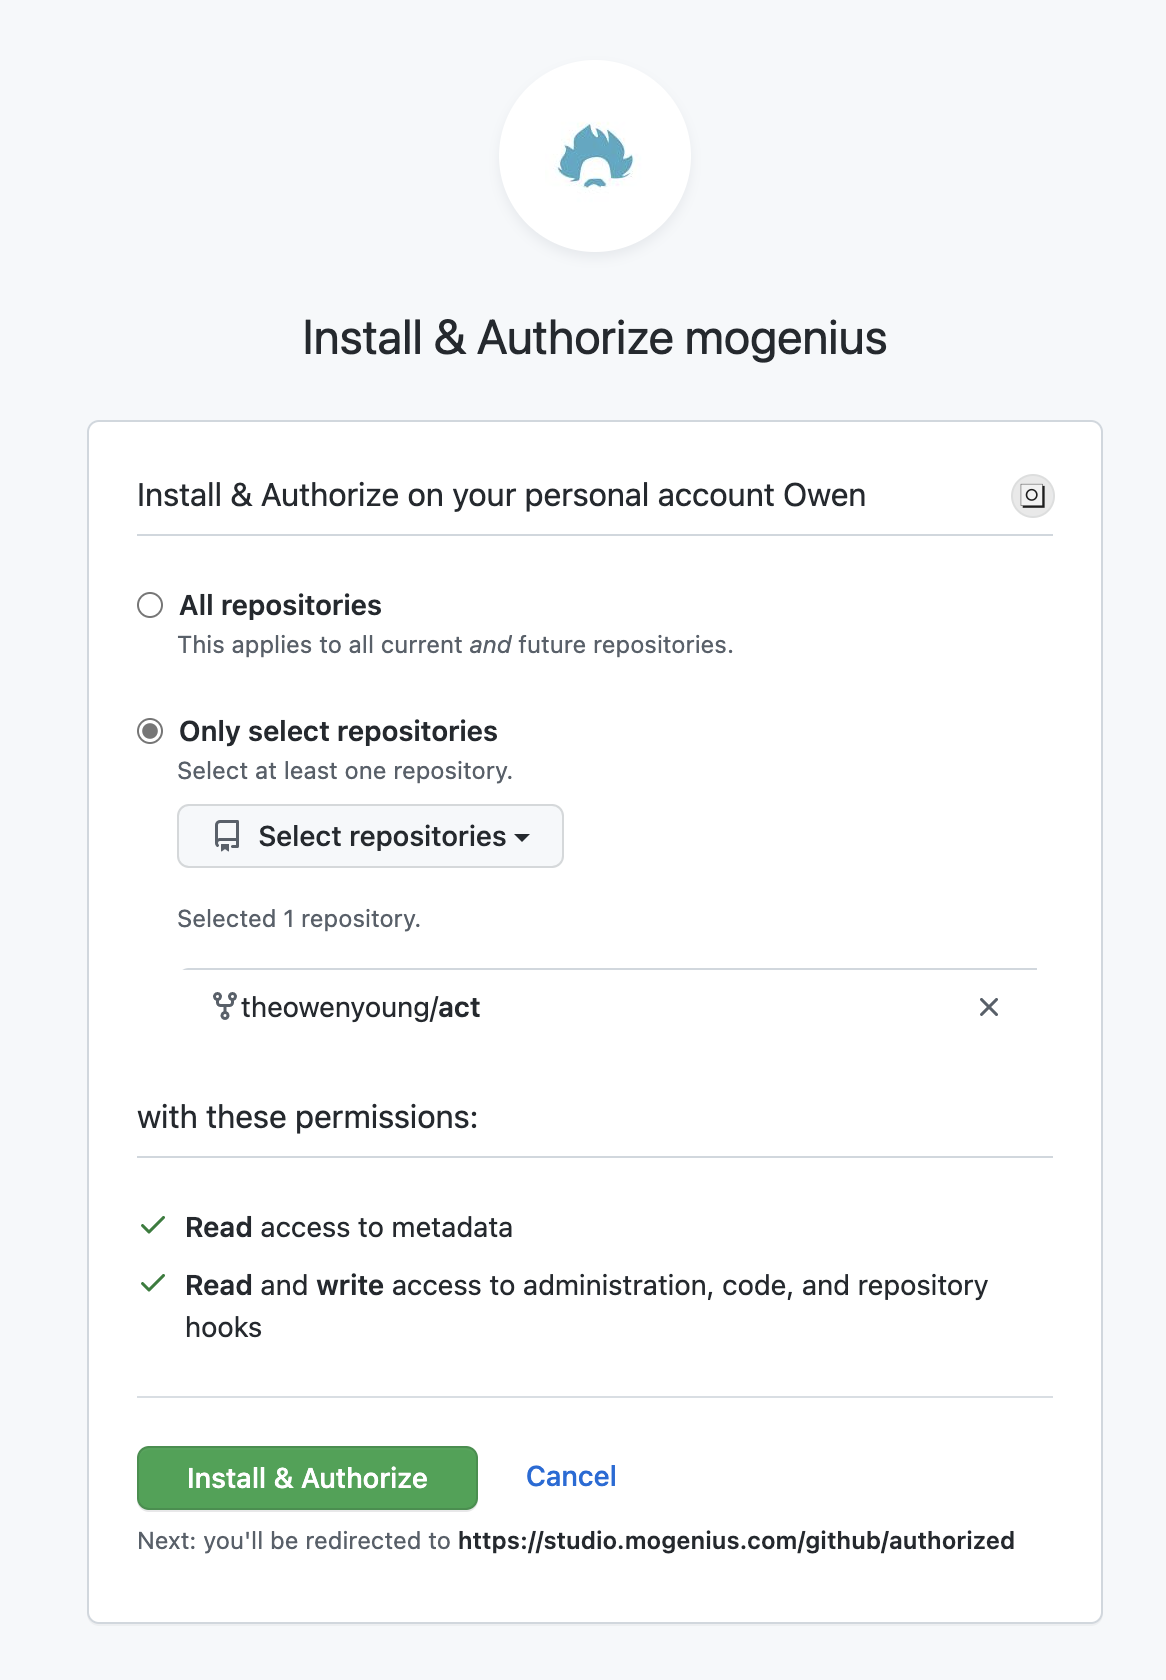 Install & Authorize mogenius
Install & Authorize on your personal account Owen
All repositories
This applies to all current and future repositories.
Only select repositories
Select at least one repository.
Select repositories
Selected 1 repository.
theowenyoung/act
with these permissions:
Read access to metadata
Read and write access to administration, code, and repository
hooks
Install & Authorize
Cancel
Next: you'll be redirected to https://studio.mogenius.com/github/authorized